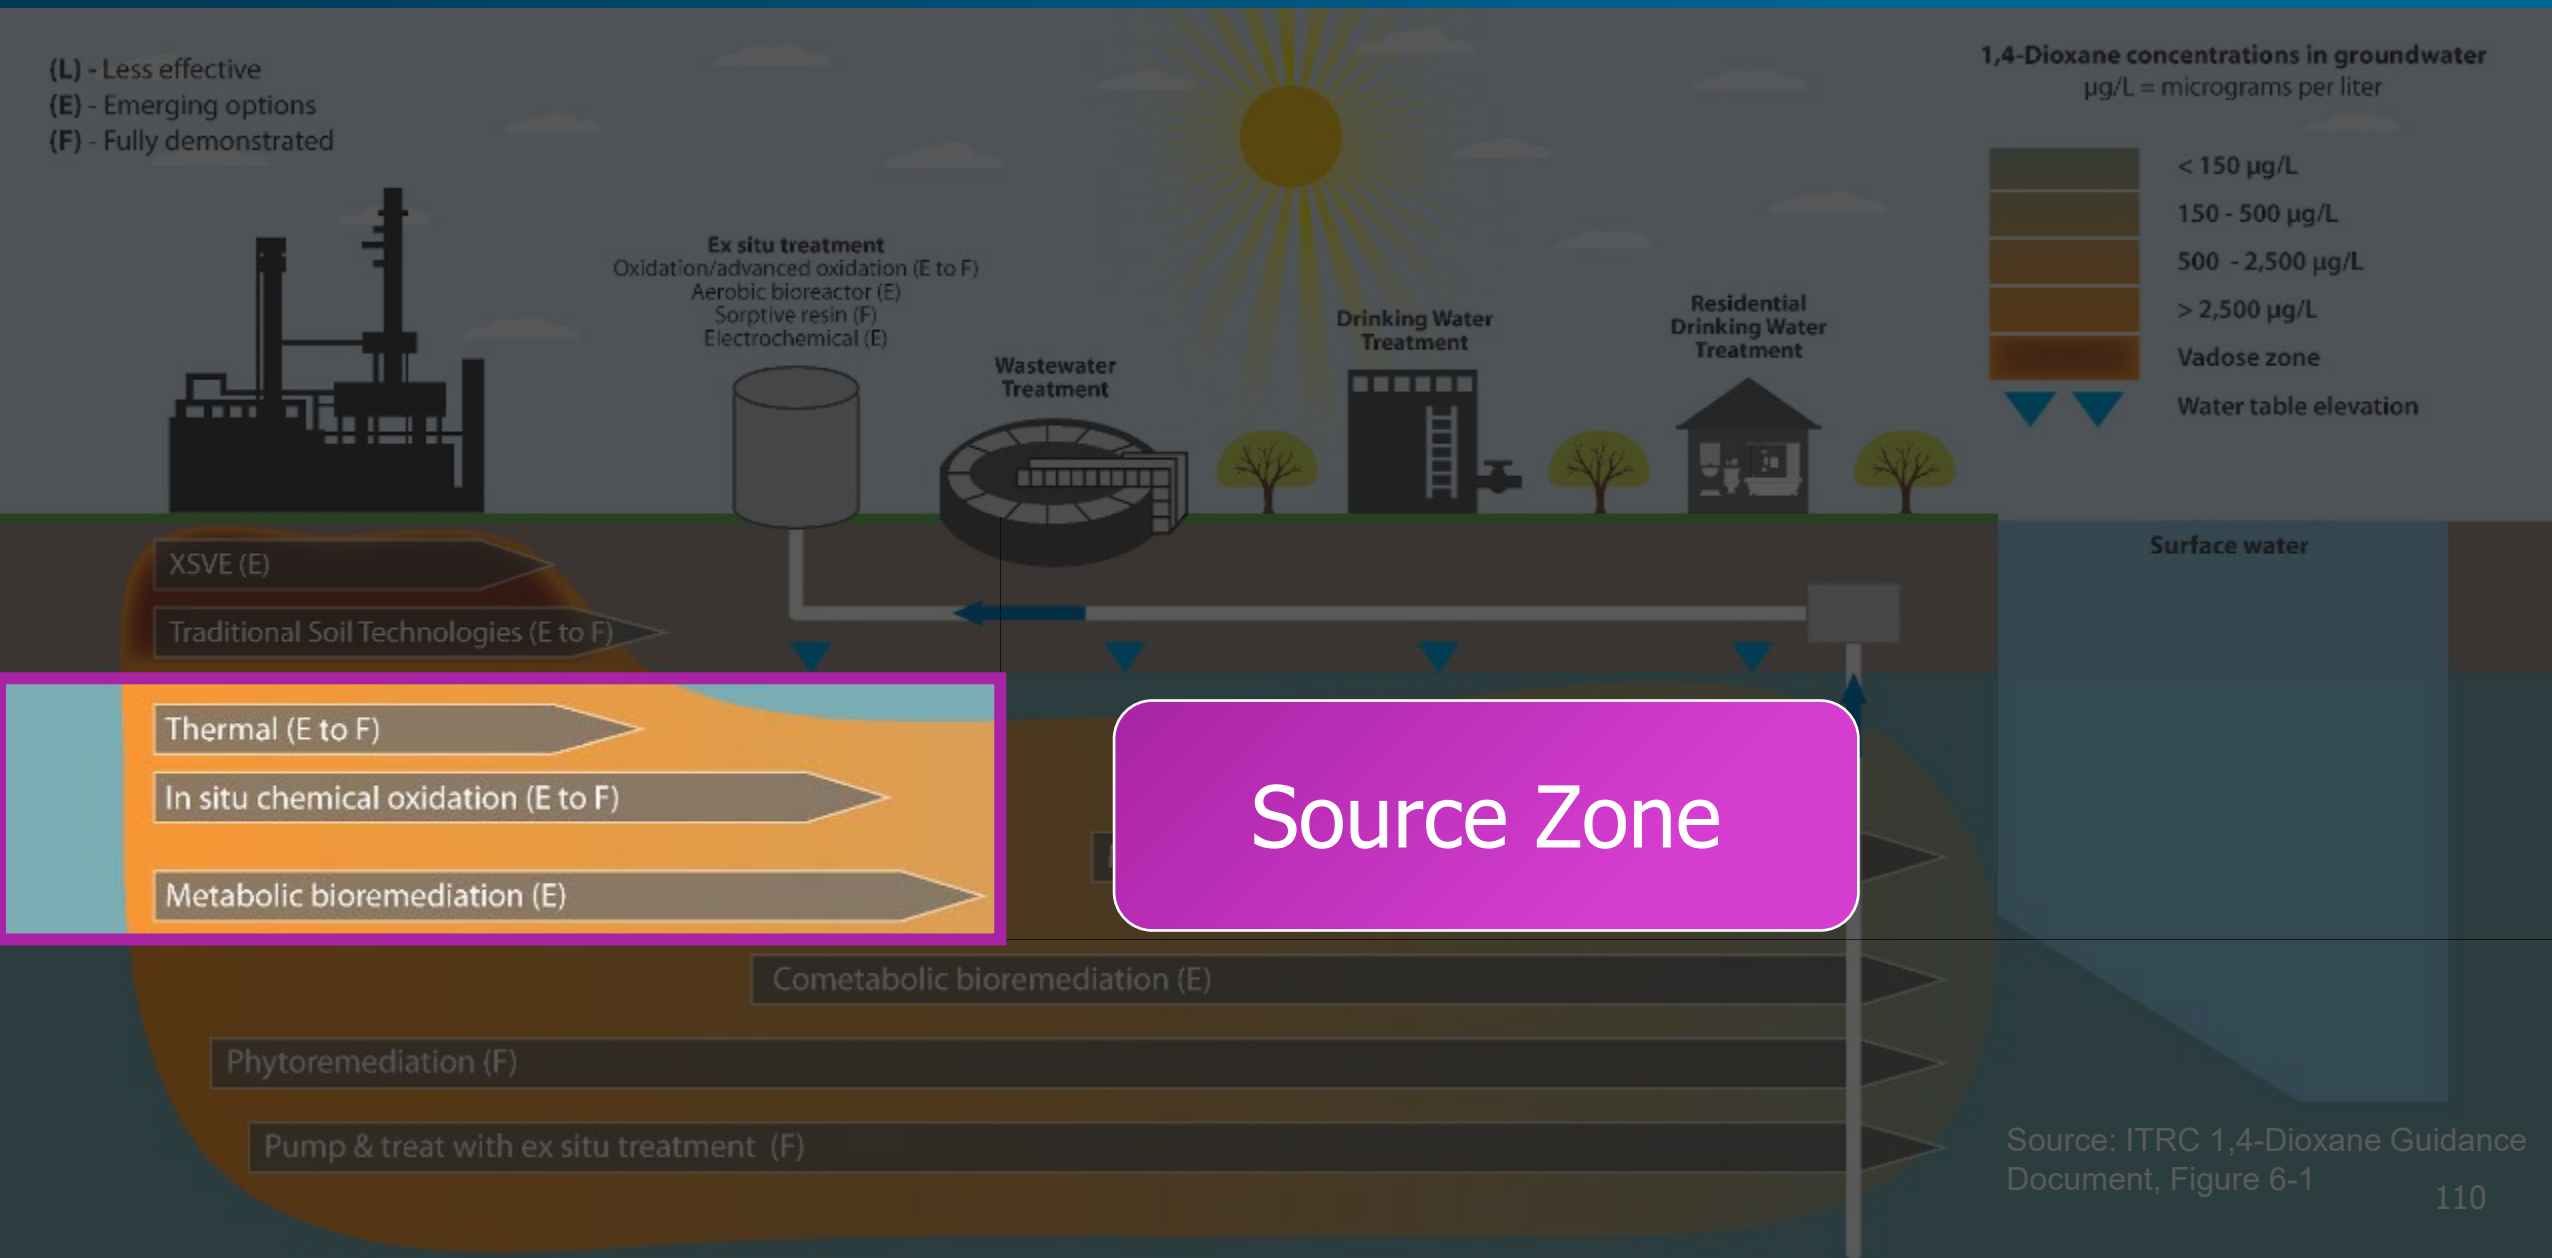 (L) - Less effective
(E) - Emerging options
(F) - Fully demonstrated
1,4-Dioxane concentrations in groundwater
µg/L = micrograms per liter
< 150 µg/L
150 - 500 µg/L
500 - 2,500 µg/L
> 2,500 µg/L
Vadose zone
Water table elevation
Ex situ treatment
Oxidation/advanced oxidation (E to F)
Aerobic bioreactor (E)
Sorptive resin (F)
Electrochemical (E)
Wastewater
Treatment
Drinking Water
Treatment
Residential
Drinking Water
Treatment
Surface water
XSVE (E)
Traditional Soil Technologies (E to F)
Thermal (E to F)
In situ chemical oxidation (E to F)
Metabolic bioremediation (E)
Source Zone
Cometabolic bioremediation (E)
Phytoremediation (F)
Pump & treat with ex situ treatment (F)
Source: ITRC 1,4-Dioxane Guidance
Document, Figure 6-1
110